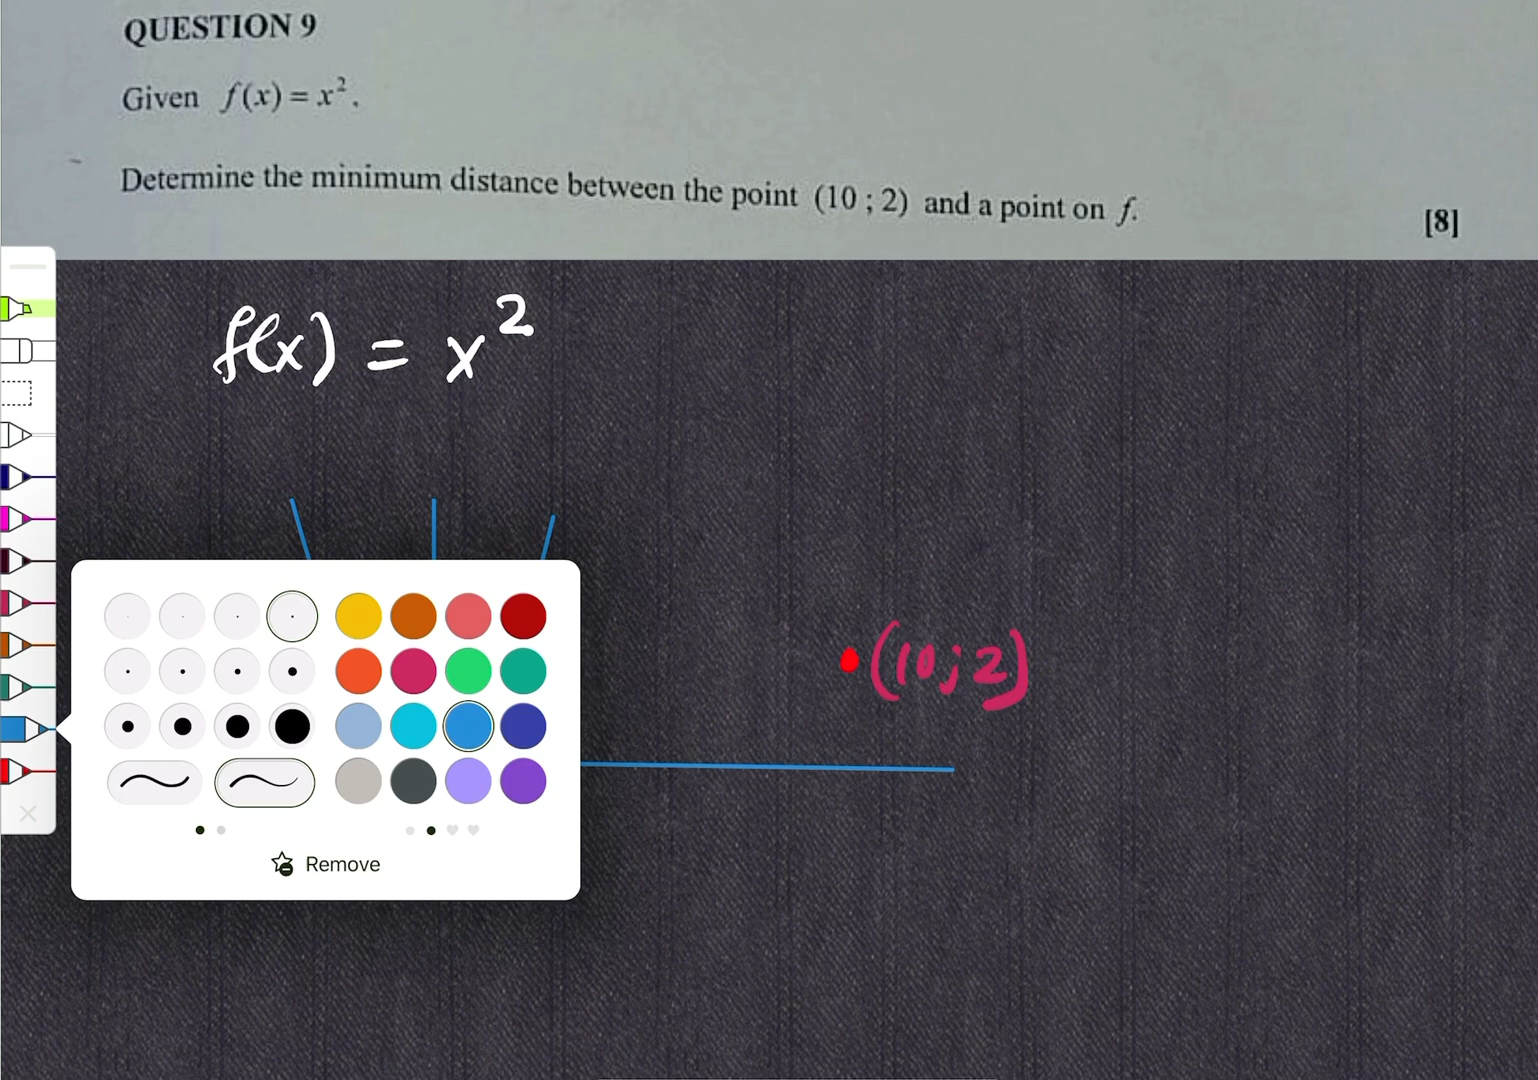 QUESTION 9
Given f(x) = x².
Determine the minimum distance between the point (10 ; 2) and a point on f.
[8]
f(x) = x²
(10; 2)
Remove